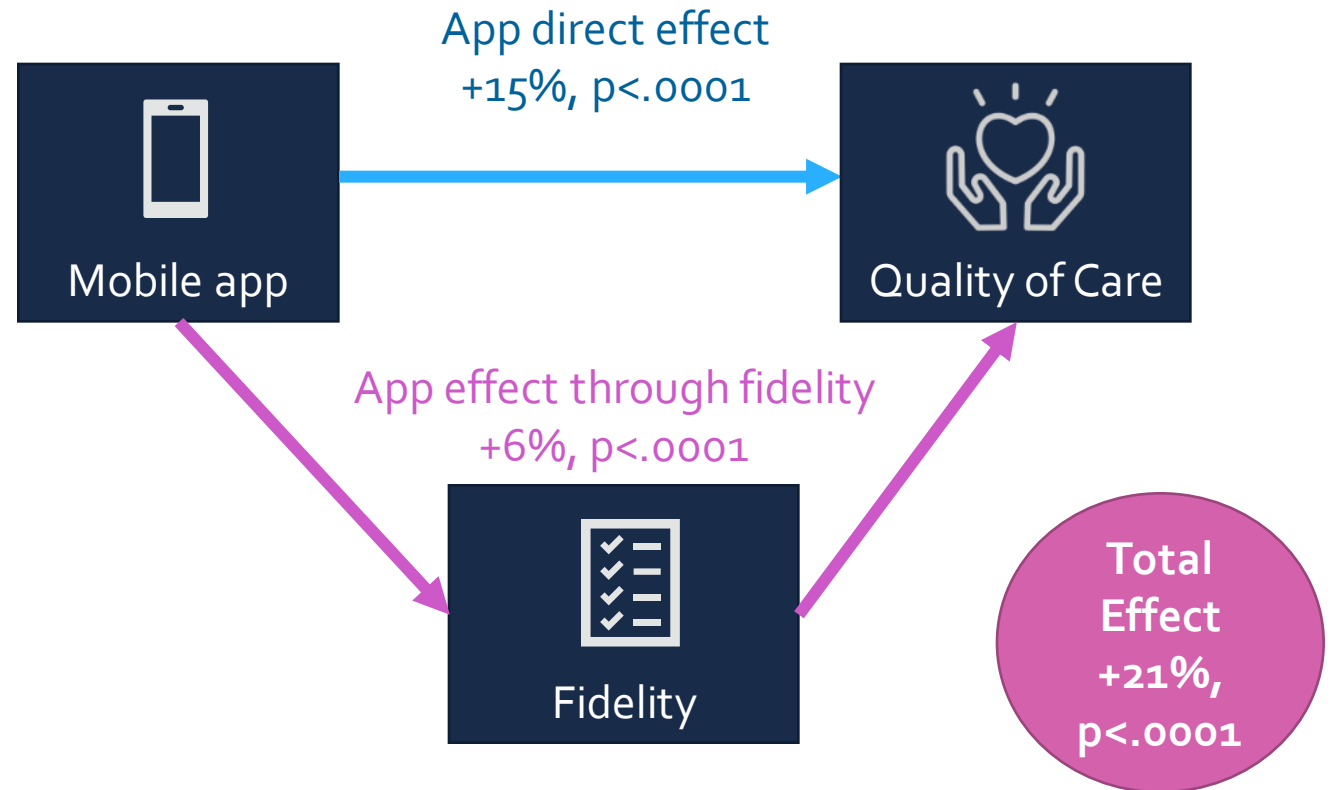 App direct effect
+15%, p<.0001
Mobile app
Quality of Care
App effect through fidelity
+6%, p<.0001
Fidelity
Total
Effect
+21%,
p<.0001